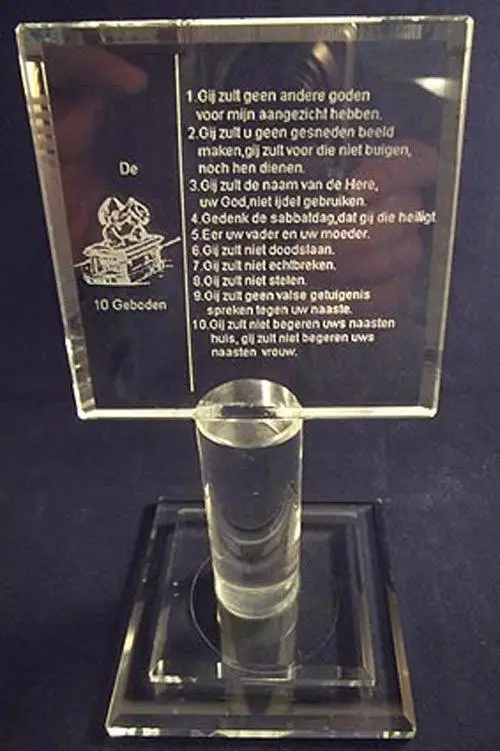 De
10 Geboden
1.Gij zult geen andere goden
voor mijn aangezicht hebben.
2.Gij zult u geen gesneden beeld
maken,gij zult voor die niet buigen,
noch hen dienen.
3.Gij zult de naam van de Here,
uw God,niet ijdel gebruiken.
4.Gedenk de sabbatdag,dat gij die heiligt
5.Eer uw vader en uw moeder.
6.Gij zult niet doodslaan.
7.Gij zult niet echtbreken.
8.Gij zult niet stelen.
9.Gij zult geen valse getuigenis
spreken tegen uw naaste.
10.Gij zult niet begeren uws naasten
huis, gij zult niet begeren uws
naasten vrouw.